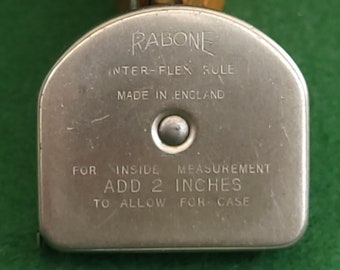 RABONE
INTER-FLEX RULE
MADE IN ENGLAND
FOR INSIDE MEASUREMENT
ADD 2 INCHES
TO ALLOW FOR CASE